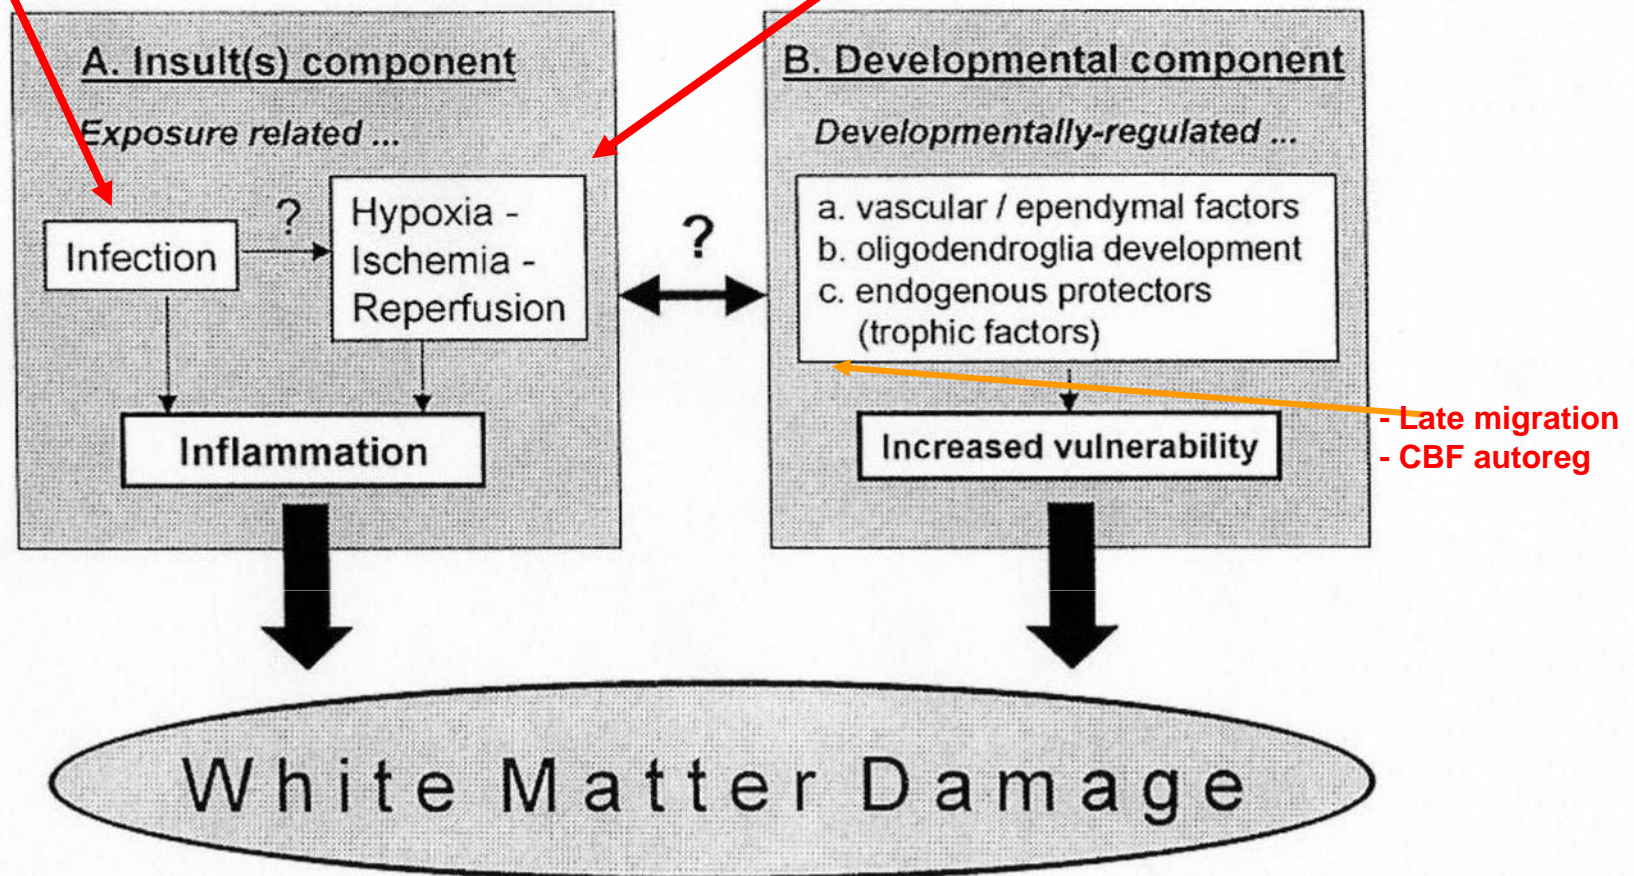 A. Insult(s) component
Exposure related ...
Infection
?
Hypoxia -
Ischemia -
Reperfusion
Inflammation
?
B. Developmental component
Developmentally-regulated ...
a. vascular / ependymal factors
b. oligodendroglia development
c. endogenous protectors
(trophic factors)
Increased vulnerability
- Late migration
- CBF autoreg
White Matter Damage